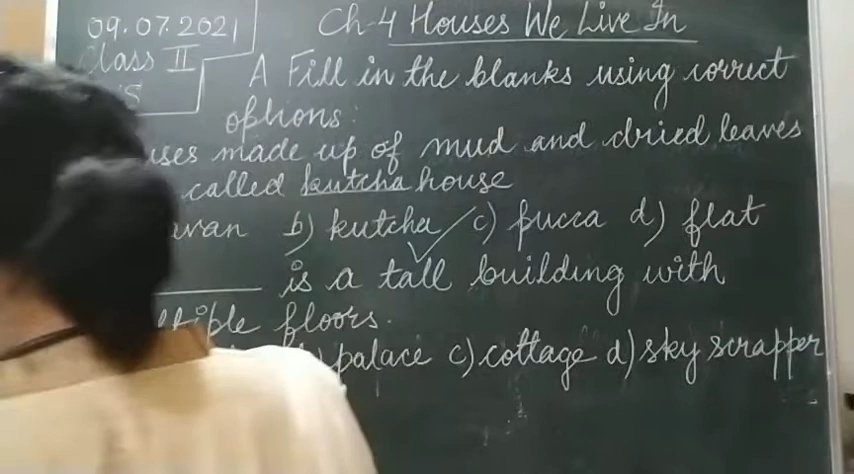 09.07.2021
Ch-4 Houses We Live In
Class II
A Fill in the blanks using correct
options:
uses made up of mud and dried leaves
called kutcha house
b) kutcha ✓ c) pucca d) flat
______ is a tall building with
floors.
b) palace c) cottage d) sky scrapper